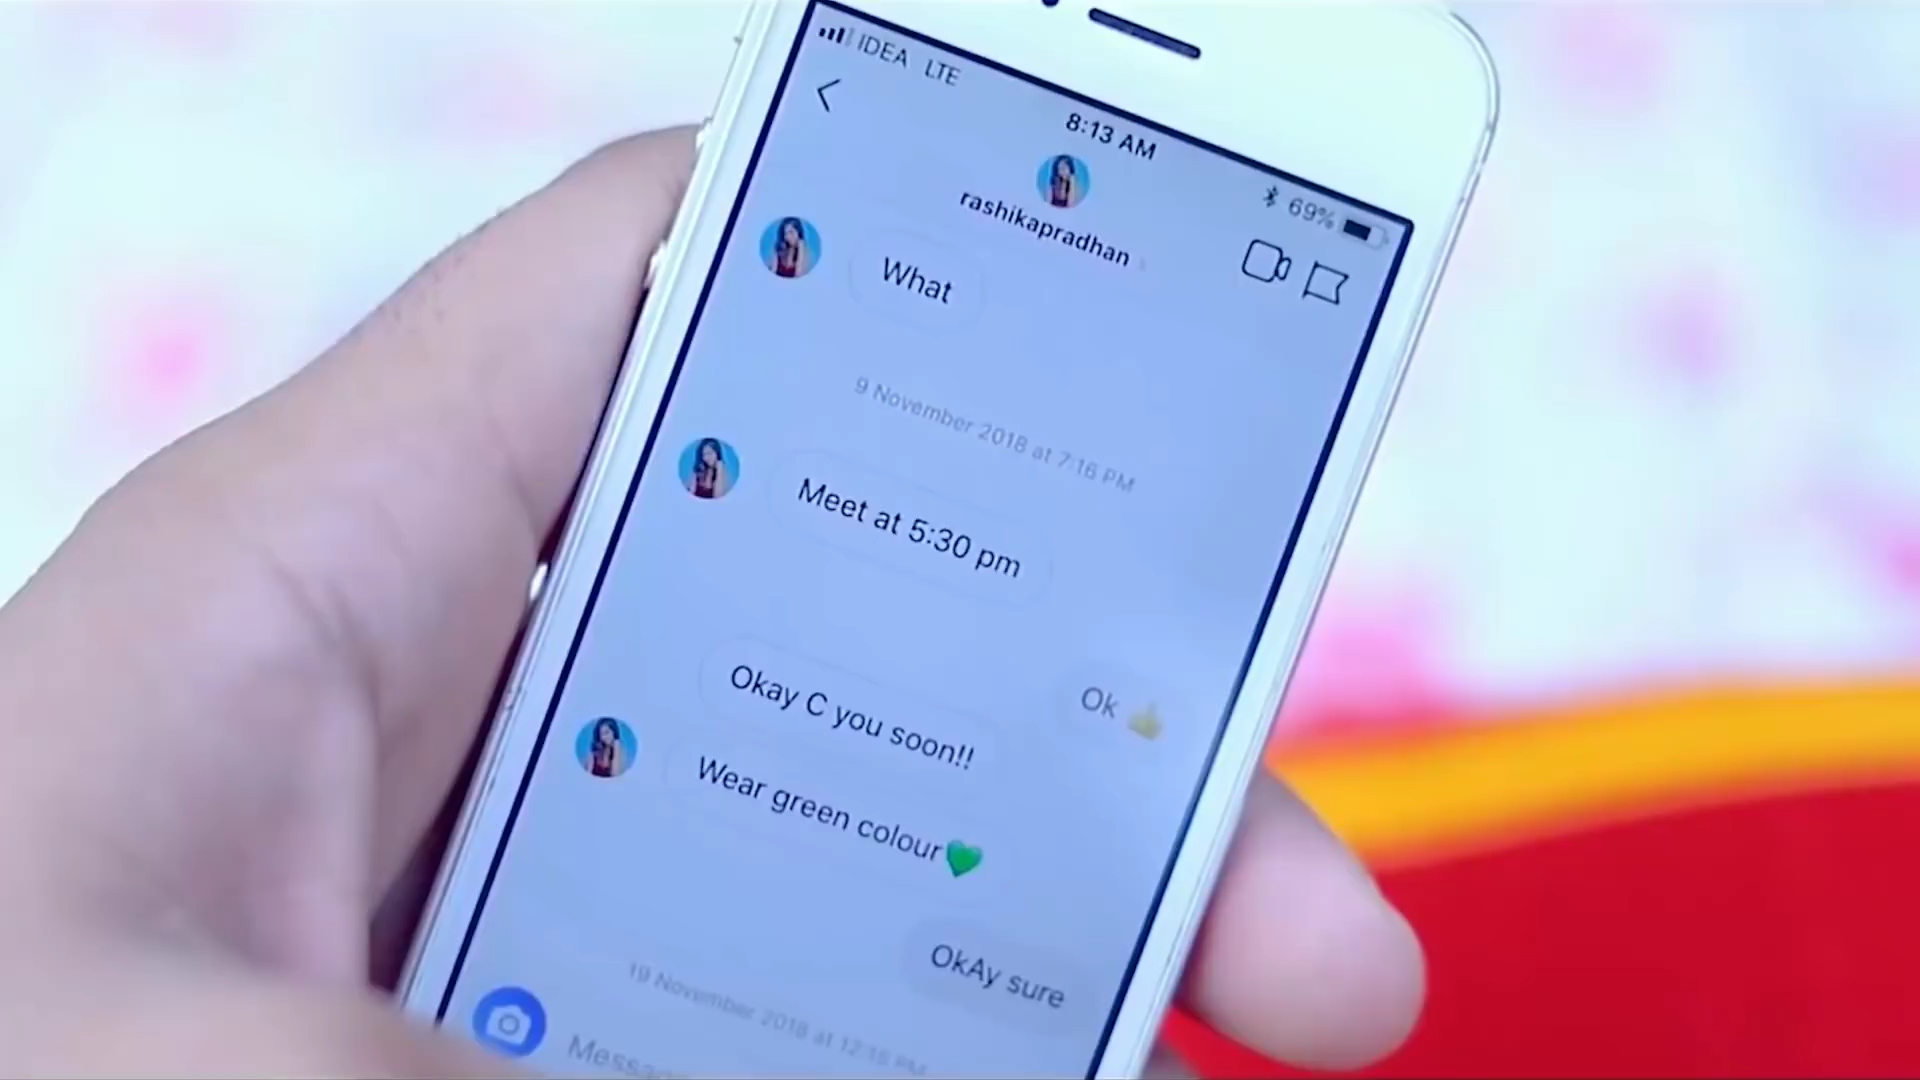 IDEA LTE
8:13 AM
69%
rashikapradhan
What
9 November 2018 at 7:16 PM
Meet at 5:30 pm
Ok 👍
Okay C you soon!!
Wear green colour💚
OkAy sure
19 November 2018 at 12:15 PM